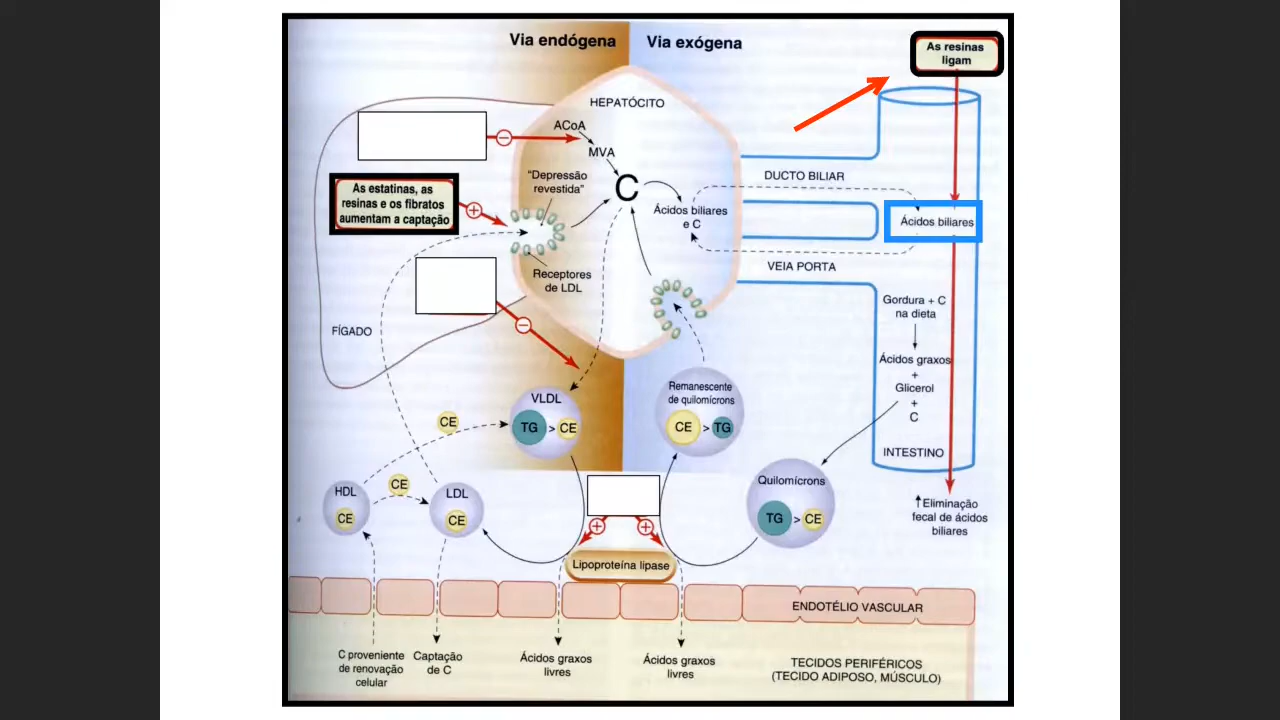 Via endógena
Via exógena
As resinas
ligam
HEPATÓCITO
ACoA
MVA
C
"Depressão
revestida"
As estatinas, as
resinas e os fibratos
aumentam a captação
Ácidos biliares
e C
DUCTO BILIAR
Ácidos biliares
VEIA PORTA
Receptores
de LDL
FÍGADO
Gordura + C
na dieta
Ácidos graxos
+
Glicerol
+
C
INTESTINO
VLDL
TG > CE
Remanescente
de quilomícrons
CE > TG
CE
CE
HDL
CE
LDL
CE
Quilomícrons
TG > CE
↑Eliminação
fecal de ácidos
biliares
Lipoproteína lipase
ENDOTÉLIO VASCULAR
C proveniente
de renovação
celular
Captação
de C
Ácidos graxos
livres
Ácidos graxos
livres
TECIDOS PERIFÉRICOS
(TECIDO ADIPOSO, MÚSCULO)